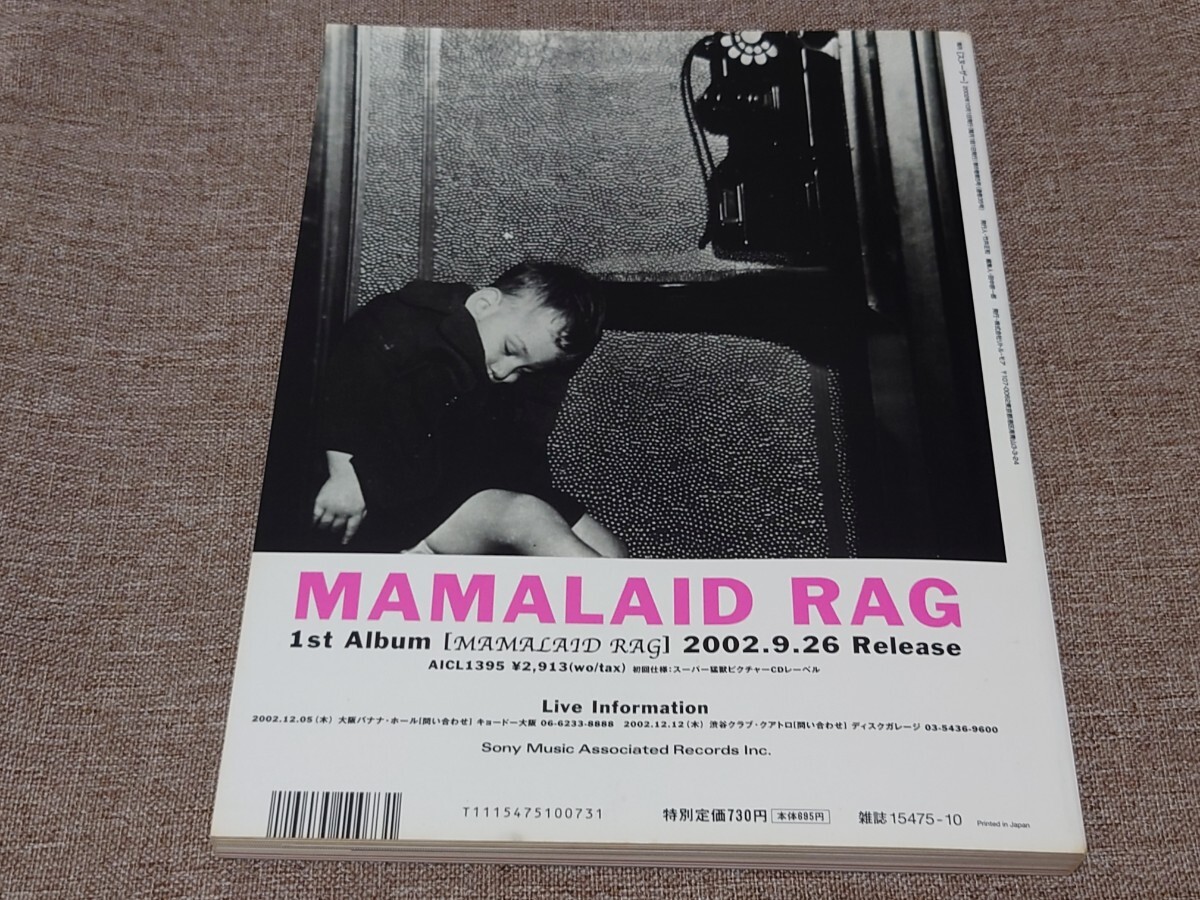 MAMALAID RAG
1st Album [MAMALAID RAG] 2002.9.26 Release
AICL1395 ¥2,913(wo/tax) 初回仕様:スーパー猛獣ピクチャーCDレーベル
Live Information
2002.12.05(木) 大阪バナナ・ホール[問い合わせ] キョードー大阪 06-6233-8888 2002.12.12(木) 渋谷クラブ・クアトロ[問い合わせ] ディスクガレージ 03-5436-9600
Sony Music Associated Records Inc.
T1115475100731
特別定価730円 本体695円
雑誌 15475-10
Printed in Japan